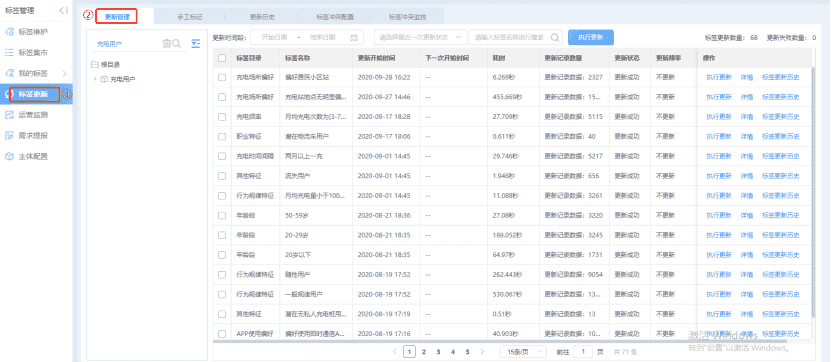 标签管理
标签维护
标签集市
我的标签
标签更新
运营监测
需求提报
主体配置
② 更新管理 手工标记 更新历史 标签冲突配置 标签冲突监控
充电用户
根目录
充电用户
更新时间段: 开始日期 - 结束日期 请选择最近一次更新状态 请输入标签名称进行搜索 执行更新 标签更新数量: 68 更新失败数量: 0
标签目录 标签名称 更新开始时间 下一次开始时间 耗时 更新记录数量 更新状态 更新频率 操作
充电场所偏好 偏好居民小区站 2020-09-28 16:22 -- 6.269秒 更新记录数据: 2327 更新成功 不更新 执行更新 详情 标签更新历史
充电场所偏好 充电站地点无明显偏... 2020-09-27 14:46 -- 455.669秒 更新记录数据: 15... 更新成功 不更新 执行更新 详情 标签更新历史
充电频率 月均充电次数为[3-7... 2020-09-17 18:28 -- 27.709秒 更新记录数据: 5115 更新成功 不更新 执行更新 详情 标签更新历史
职业特征 潜在物流车用户 2020-09-17 18:06 -- 0.611秒 更新记录数据: 40 更新成功 不更新 执行更新 详情 标签更新历史
充电时间间隔 两月以上一充 2020-09-01 14:45 -- 29.746秒 更新记录数据: 5217 更新成功 不更新 执行更新 详情 标签更新历史
其他特征 流失用户 2020-09-01 14:45 -- 1.946秒 更新记录数据: 656 更新成功 不更新 执行更新 详情 标签更新历史
行为规律特征 月均充电量小于100... 2020-09-01 14:45 -- 11.088秒 更新记录数据: 3261 更新成功 不更新 执行更新 详情 标签更新历史
年龄段 50-59岁 2020-08-21 18:36 -- 27.08秒 更新记录数据: 3220 更新成功 不更新 执行更新 详情 标签更新历史
年龄段 20-29岁 2020-08-21 18:35 -- 189.052秒 更新记录数据: 3245 更新成功 不更新 执行更新 详情 标签更新历史
年龄段 20岁以下 2020-08-21 18:35 -- 64.97秒 更新记录数据: 1731 更新成功 不更新 执行更新 详情 标签更新历史
行为规律特征 随性用户 2020-08-19 17:52 -- 262.443秒 更新记录数据: 9054 更新成功 不更新 执行更新 详情 标签更新历史
行为规律特征 一般规律用户 2020-08-19 17:52 -- 530.067秒 更新记录数据: 13... 更新成功 不更新 执行更新 详情 标签更新历史
其他特征 潜在无私人充电桩用... 2020-08-19 17:19 -- 0.51秒 更新记录数据: 13 更新成功 不更新 执行更新 详情 标签更新历史
APP使用偏好 偏好使用即时通信A... 2020-08-19 17:16 -- 40.903秒 更新记录数据: 10... 更新成功 不更新 执行更新 详情 标签更新历史
1 2 3 4 5 15条/页 前往 1 页 共 71 条
激活 Windows
转到"设置"以激活 Windows。